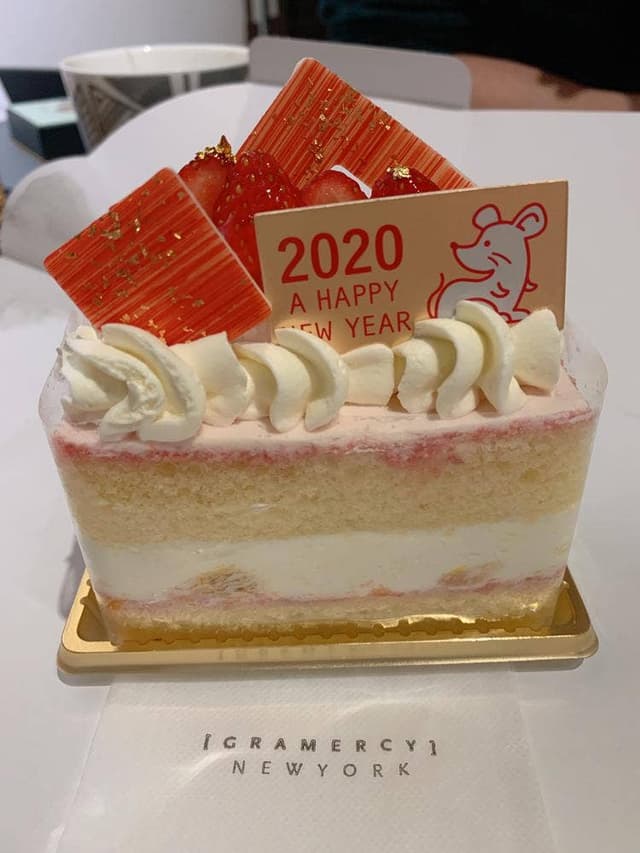 2020
A HAPPY
NEW YEAR
[GRAMERCY]
NEWYORK